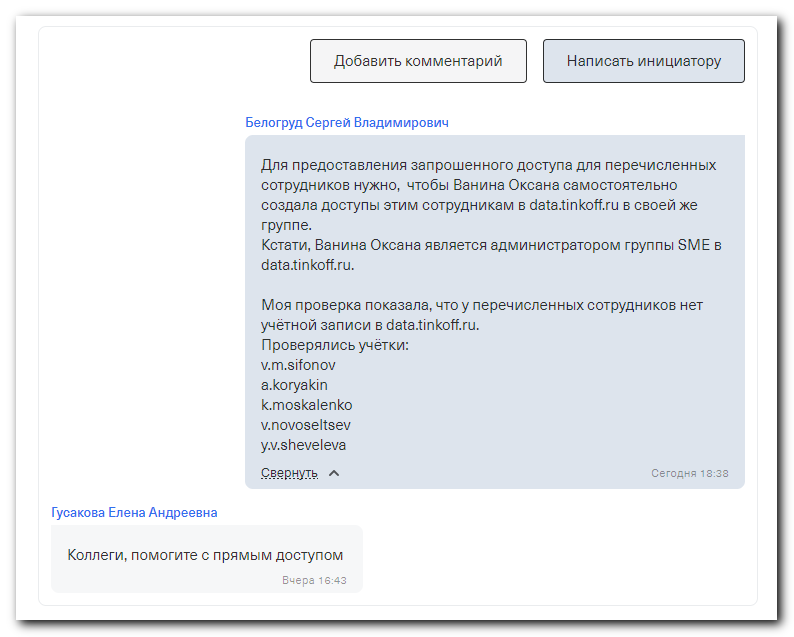 Добавить комментарий
Написать инициатору
Белогруд Сергей Владимирович
Для предоставления запрошенного доступа для перечисленных
сотрудников нужно,  чтобы Ванина Оксана самостоятельно
создала доступы этим сотрудникам в data.tinkoff.ru в своей же
группе.
Кстати, Ванина Оксана является администратором группы SME в
data.tinkoff.ru.
Моя проверка показала, что у перечисленных сотрудников нет
учётной записи в data.tinkoff.ru.
Проверялись учётки:
v.m.sifonov
a.koryakin
k.moskalenko
v.novoseltsev
y.v.sheveleva
Свернуть
Сегодня 18:38
Гусакова Елена Андреевна
Коллеги, помогите с прямым доступом
Вчера 16:43